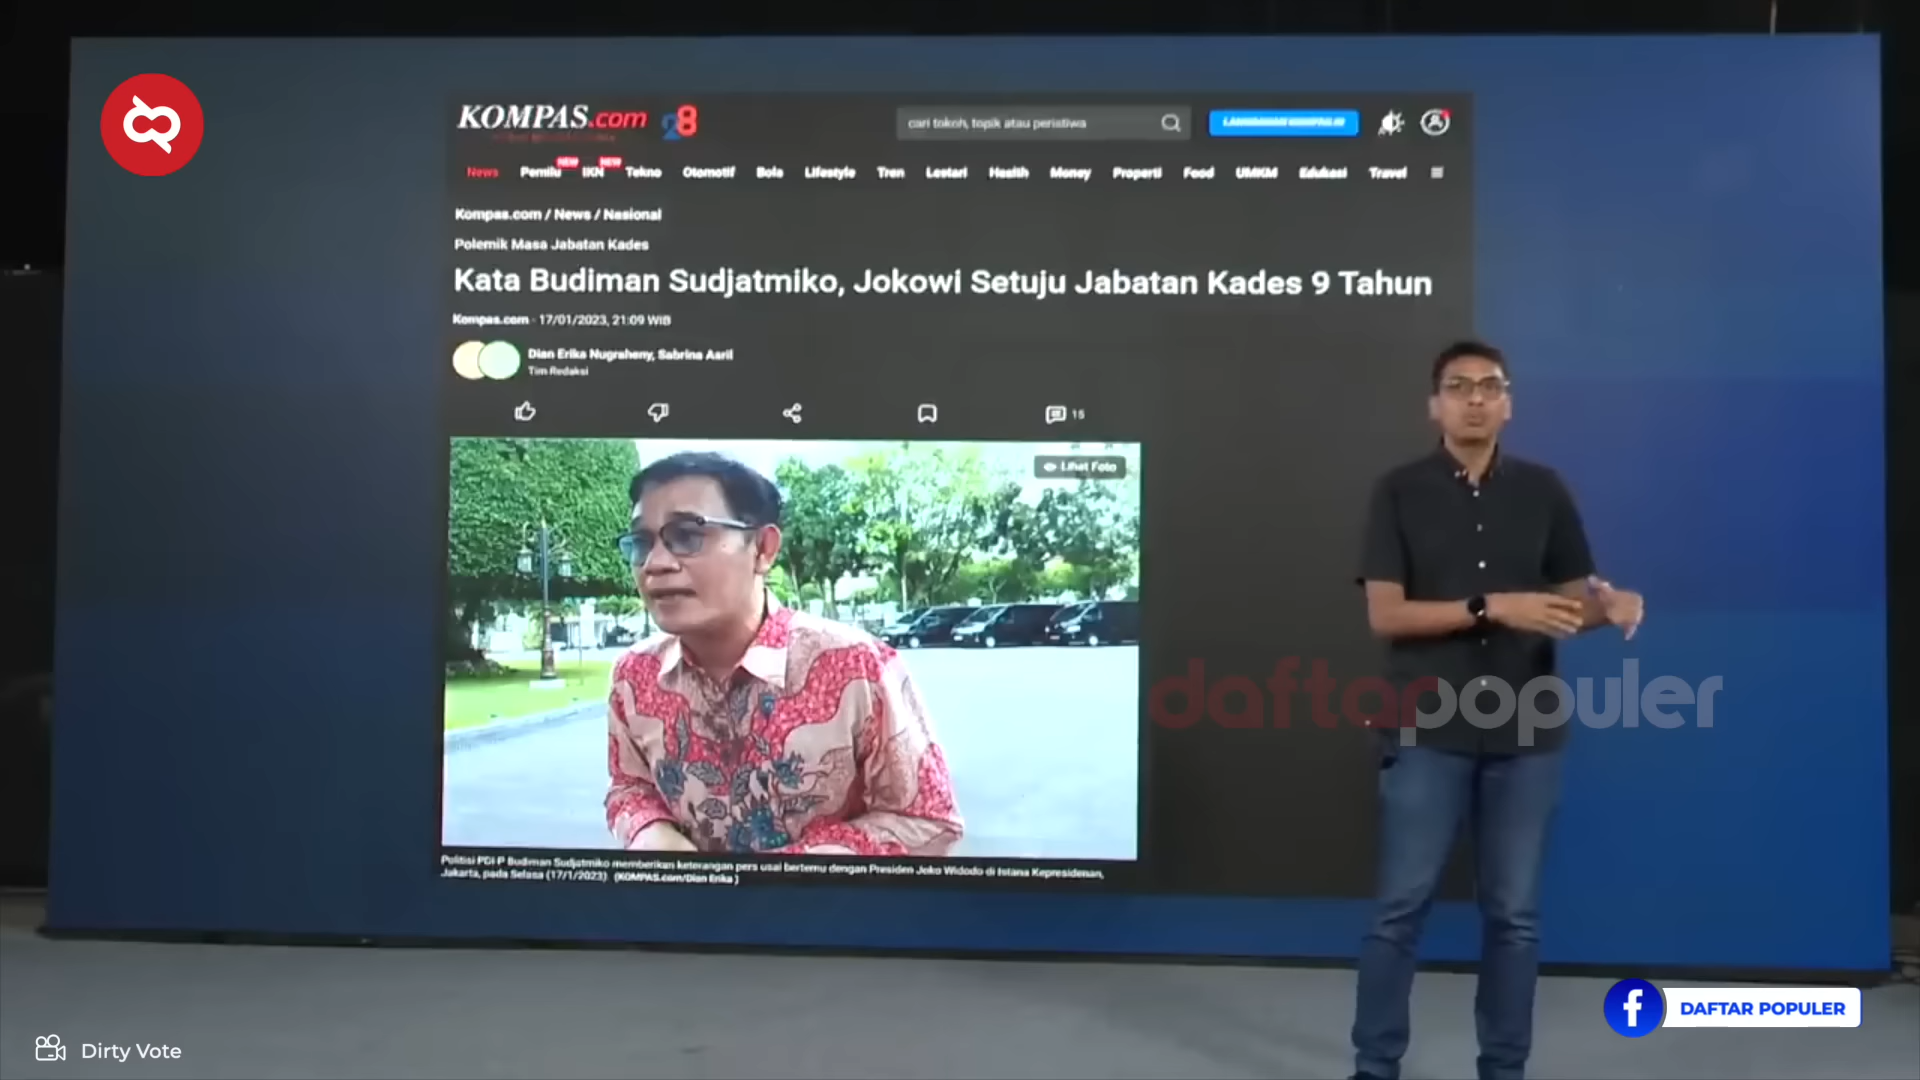 KOMPAS.com 28
cari tokoh, topik atau peristiwa
News Pemilu NEW IKN NEW Tekno Otomotif Bola Lifestyle Tren Lestari Health Money Properti Food UMKM Edukasi Travel
Kompas.com / News / Nasional
Polemik Masa Jabatan Kades
Kata Budiman Sudjatmiko, Jokowi Setuju Jabatan Kades 9 Tahun
Kompas.com - 17/01/2023, 21:09 WIB
Dian Erika Nugraheny, Sabrina Asril
Tim Redaksi
15
Lihat Foto
Politisi PDI-P Budiman Sudjatmiko memberikan keterangan pers usai bertemu dengan Presiden Joko Widodo di Istana Kepresidenan,
Jakarta, pada Selasa (17/1/2023). (KOMPAS.com/Dian Erika )
daftarpopuler
DAFTAR POPULER
Dirty Vote